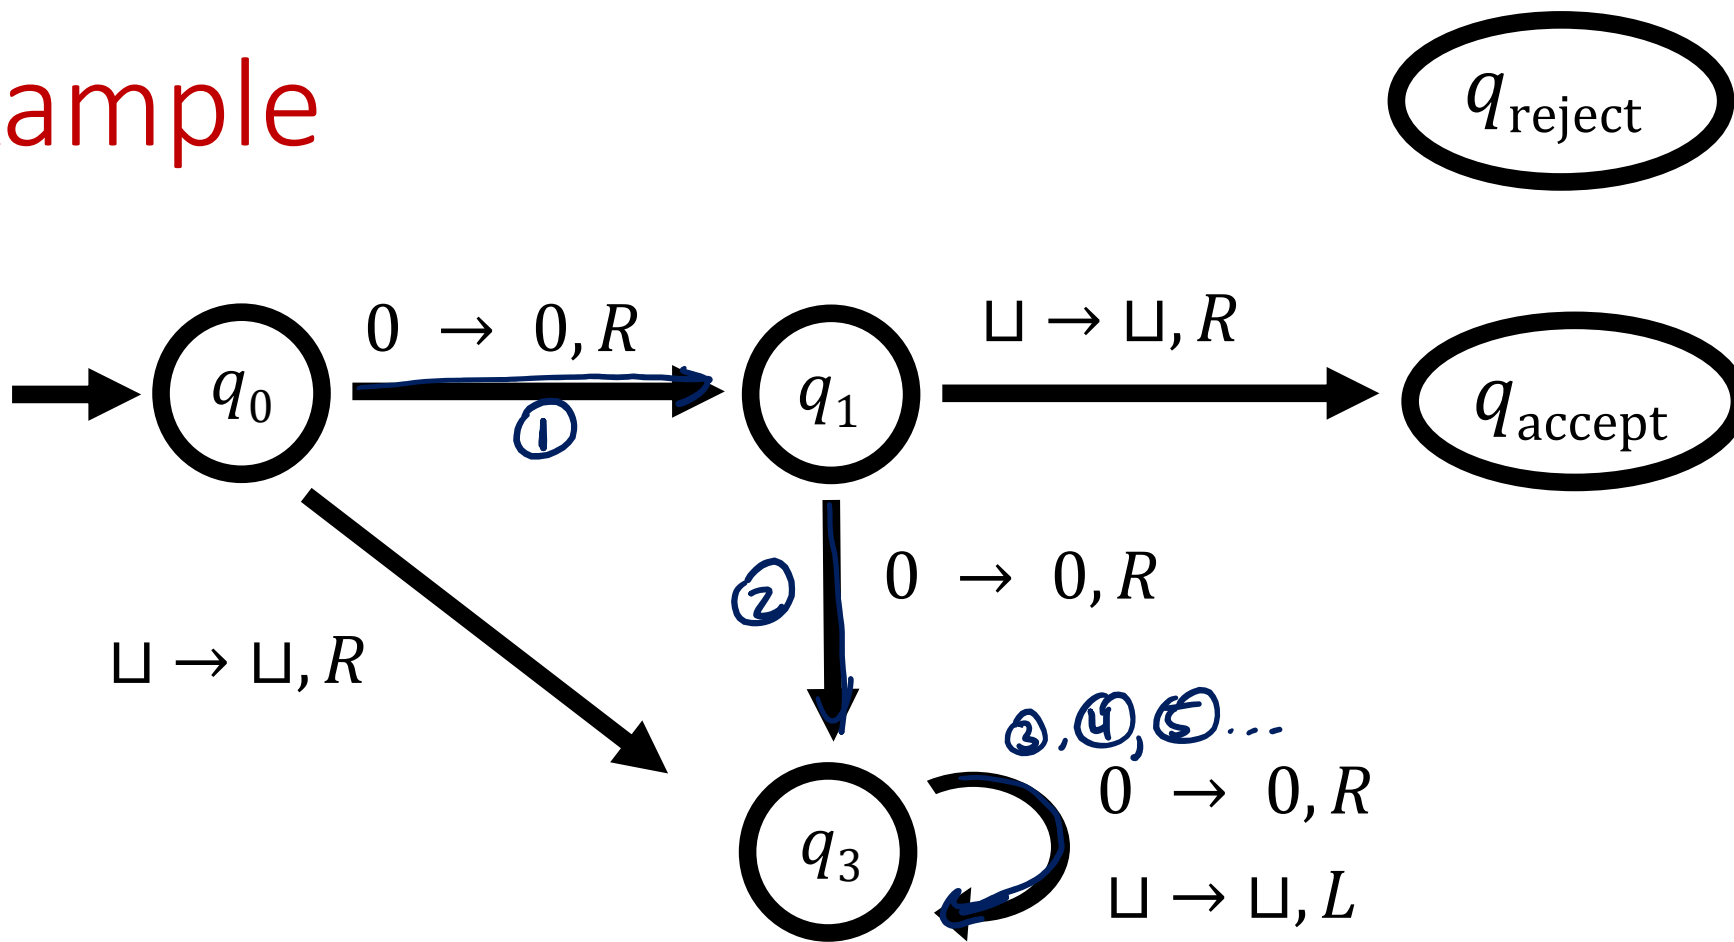 ample
q_reject
0 → 0, R
⊔ → ⊔, R
q_0
q_1
q_accept
①
②
0 → 0, R
⊔ → ⊔, R
③, ④, ⑤ ...
0 → 0, R
q_3
⊔ → ⊔, L